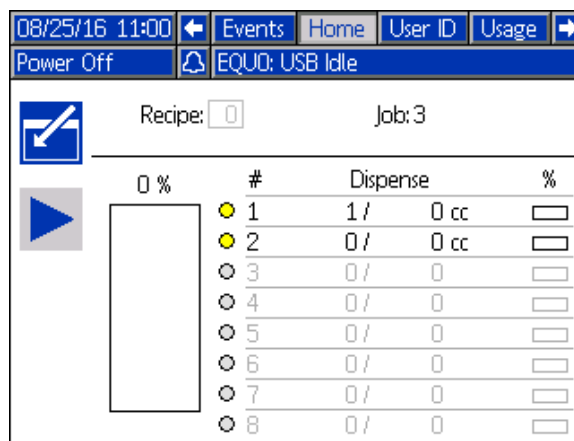 08/25/16 11:00 Events Home User ID Usage
Power Off EQU0: USB Idle
Recipe: 0 Job: 3
0 % # Dispense %
1 1 / 0 cc
2 0 / 0 cc
3 0 / 0
4 0 / 0
5 0 / 0
6 0 / 0
7 0 / 0
8 0 / 0